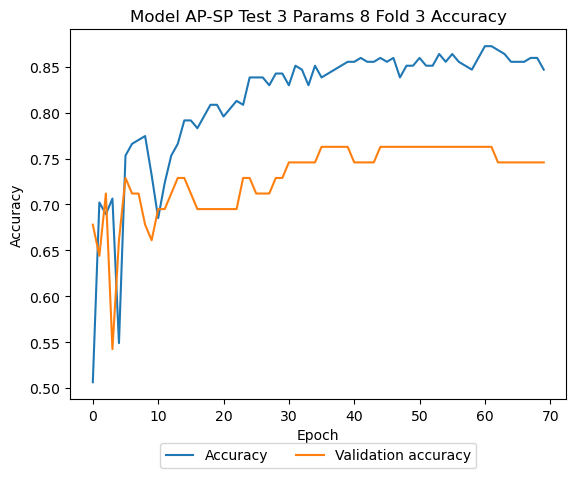 Model AP-SP Test 3 Params 8 Fold 3 Accuracy
Accuracy
0.85
0.80
0.75
0.70
0.65
0.60
0.55
0.50
0 10 20 30 40 50 60 70
Epoch
Accuracy Validation accuracy